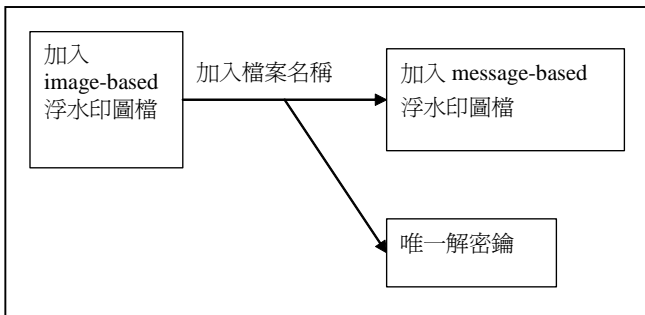 加入
image-based
浮水印圖檔
加入檔案名稱
加入 message-based
浮水印圖檔
唯一解密鑰